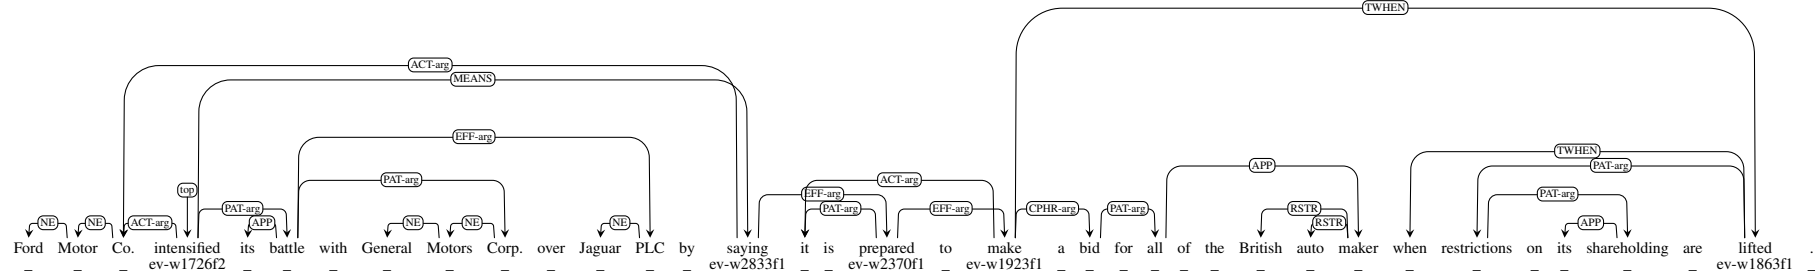 TWHEN
ACT-arg
MEANS
EFF-arg
TWHEN
PAT-arg APP PAT-arg
top PAT-arg ACT-arg EFF-arg PAT-arg
PAT-arg PAT-arg EFF-arg CPHR-arg PAT-arg RSTR
NE NE ACT-arg APP NE NE NE RSTR APP
Ford Motor Co. intensified its battle with General Motors Corp. over Jaguar PLC by saying it is prepared to make a bid for all of the British auto maker when restrictions on its shareholding are lifted .
_ _ _ ev-w1726f2 _ _ _ _ _ _ _ _ _ _ ev-w2833f1 _ _ ev-w2370f1 _ ev-w1923f1 _ _ _ _ _ _ _ _ _ _ _ _ _ _ _ ev-w1863f1 _